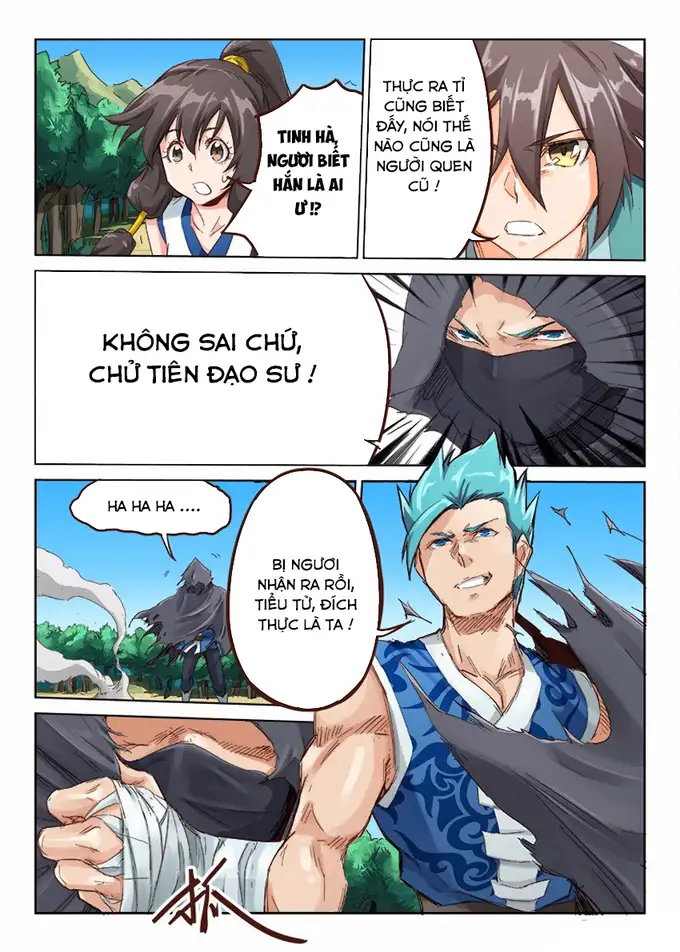 TINH HÀ,
NGƯƠI BIẾT
HẮN LÀ AI
Ư !?
THỰC RA TỈ
CŨNG BIẾT
ĐẤY, NÓI THẾ
NÀO CŨNG LÀ
NGƯỜI QUEN
CŨ !
KHÔNG SAI CHỨ,
CHỬ TIÊN ĐẠO SƯ !
HA HA HA ....
BỊ NGƯƠI
NHẬN RA RỒI,
TIỂU TỬ, ĐÍCH
THỰC LÀ TA !
抓